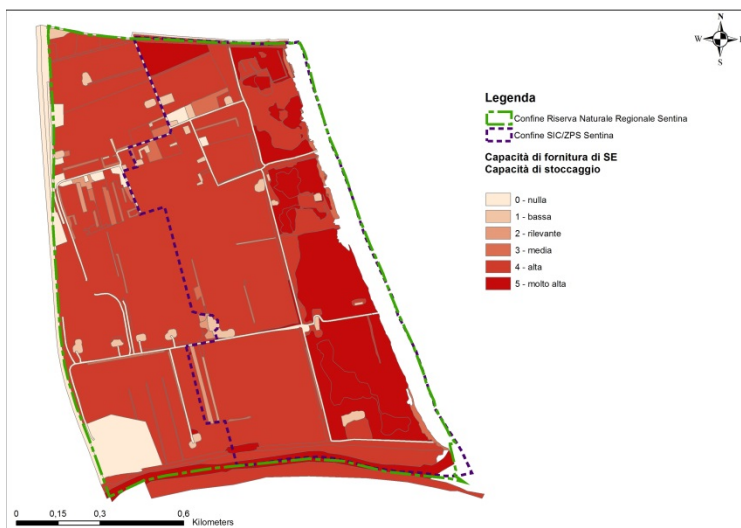 N
W
E
S
Legenda
Confine Riserva Naturale Regionale Sentina
Confine SIC/ZPS Sentina
Capacità di fornitura di SE
Capacità di stoccaggio
0 - nulla
1 - bassa
2 - rilevante
3 - media
4 - alta
5 - molto alta
0 0,15 0,3 0,6
Kilometers